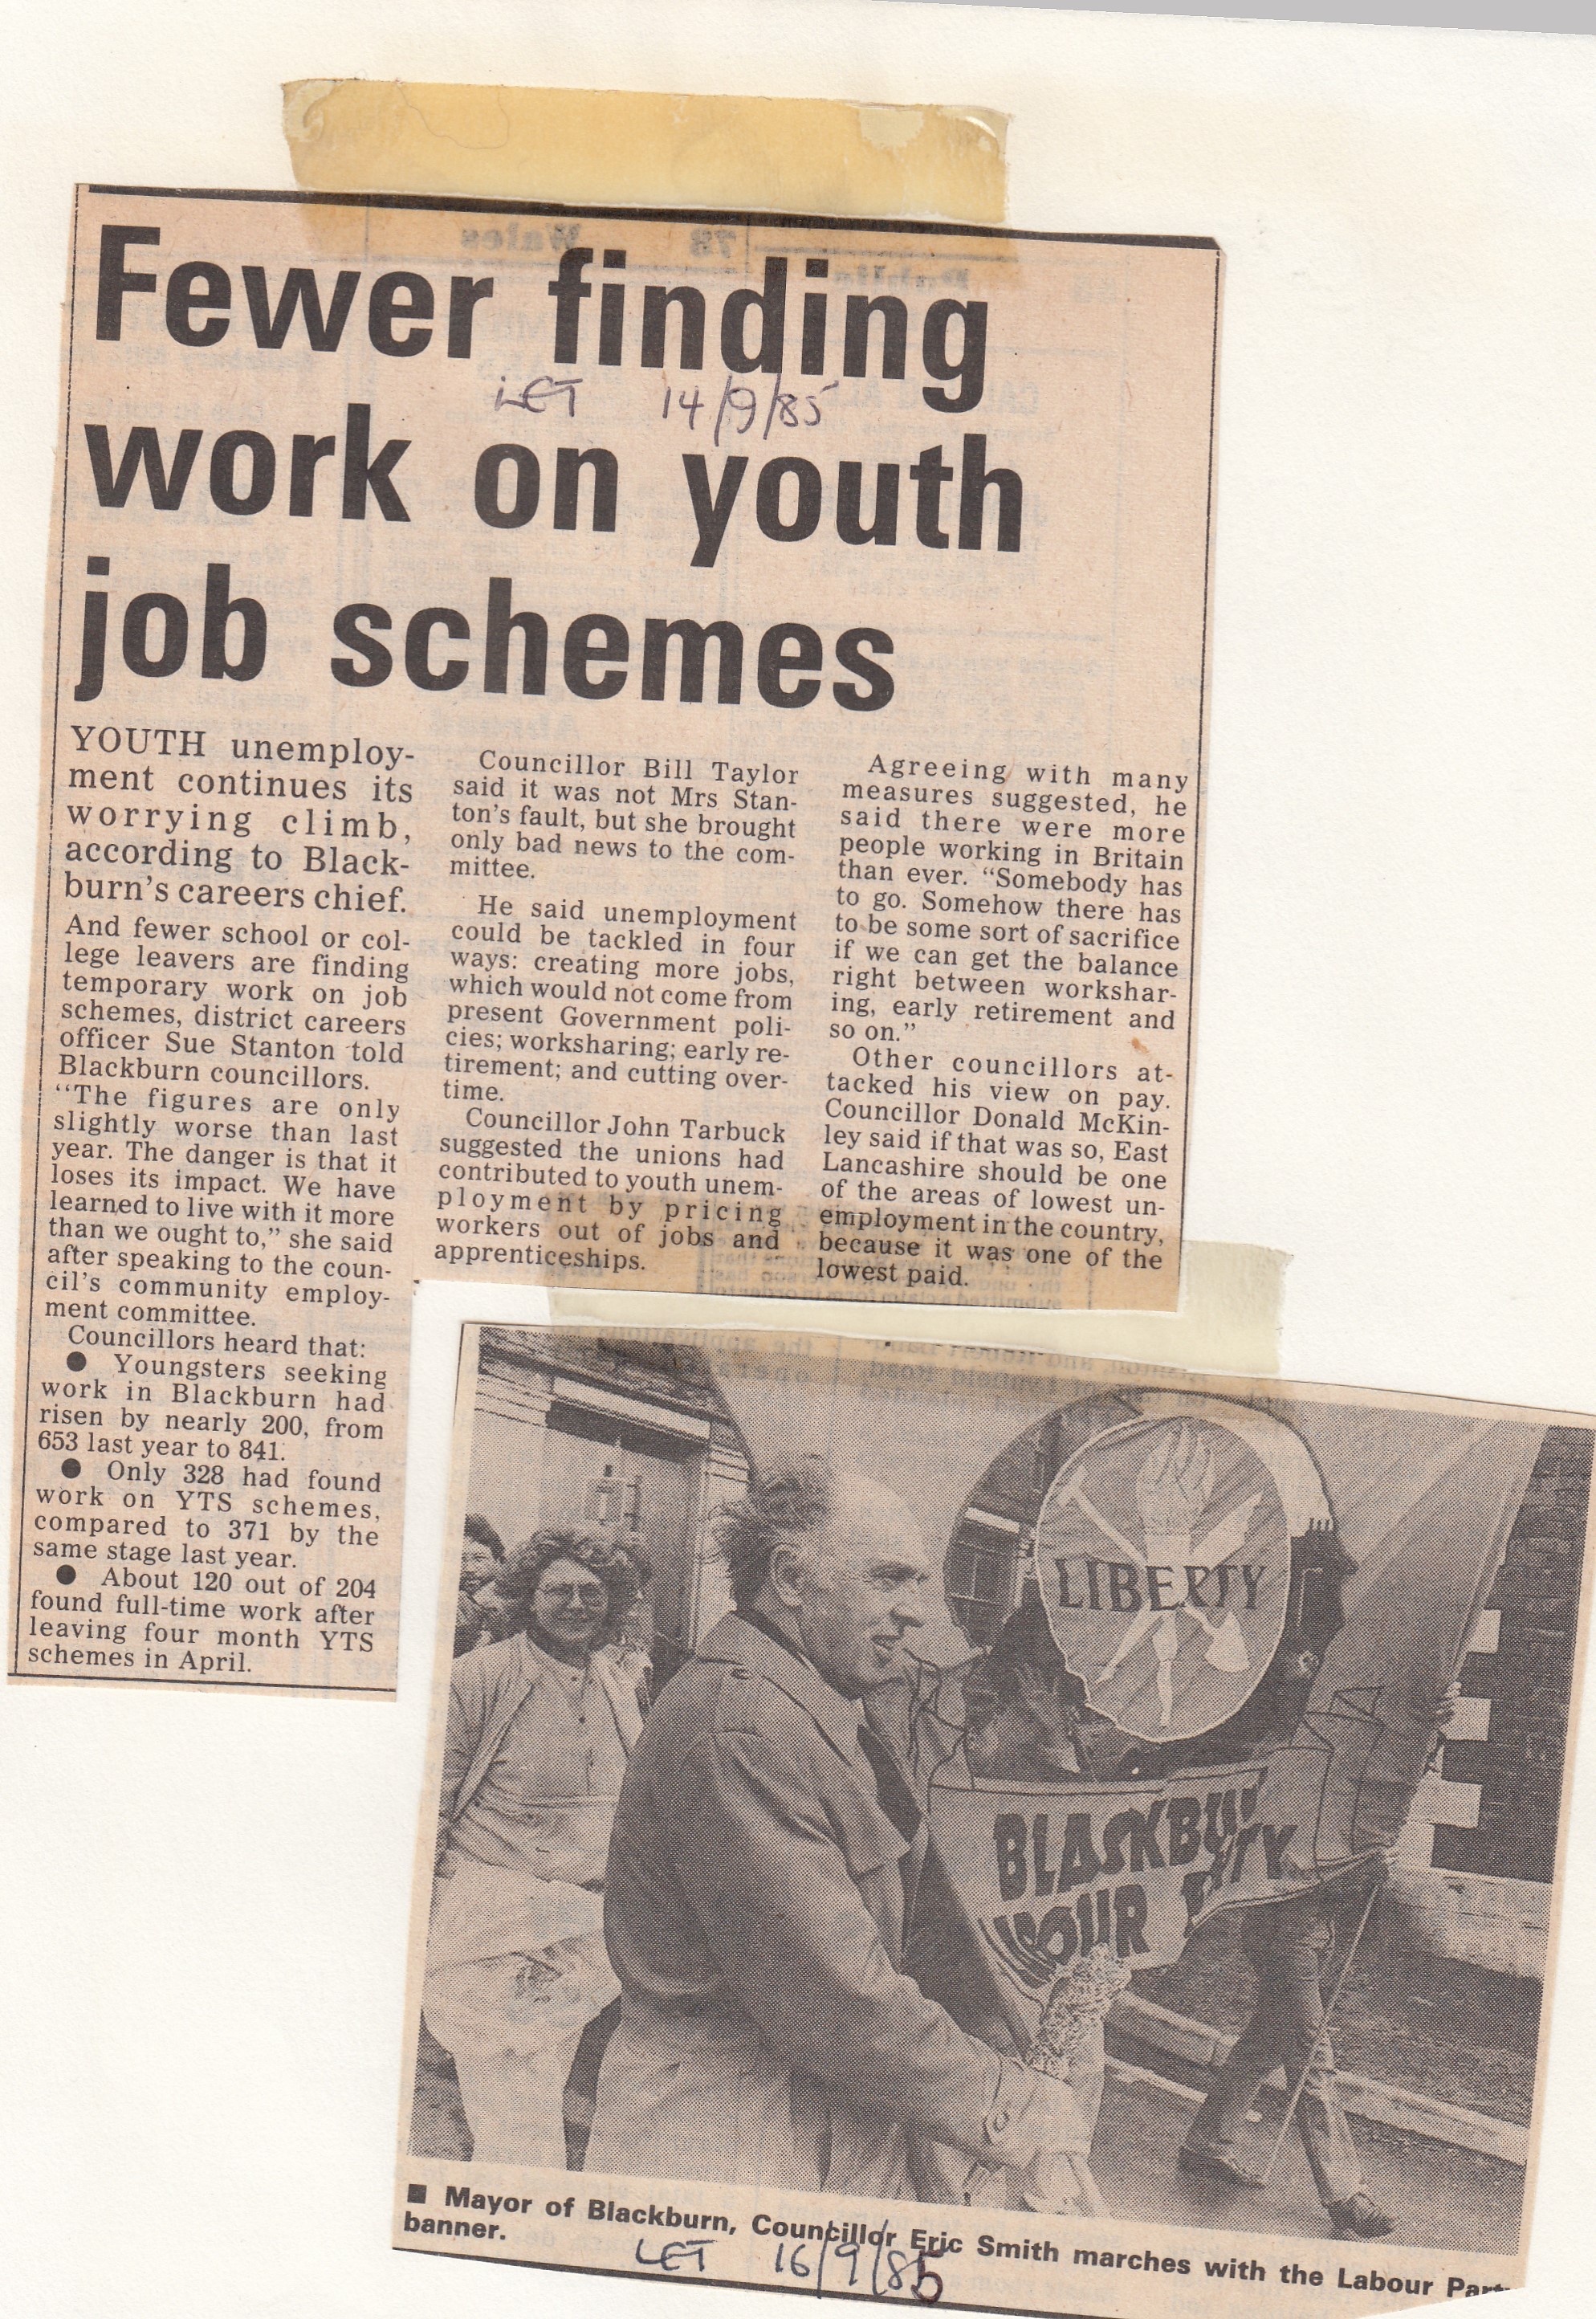 Fewer finding
LET 14/9/85
work on youth
job schemes
YOUTH unemploy-
ment continues its
worrying climb,
according to Black-
burn's careers chief.
And fewer school or col-
lege leavers are finding
temporary work on job
schemes, district careers
officer Sue Stanton told
Blackburn councillors.
"The figures are only
slightly worse than last
year. The danger is that it
loses its impact. We have
learned to live with it more
than we ought to," she said
after speaking to the coun-
cil's community employ-
ment committee.
Councillors heard that:
● Youngsters seeking
work in Blackburn had
risen by nearly 200, from
653 last year to 841.
● Only 328 had found
work on YTS schemes,
compared to 371 by the
same stage last year.
● About 120 out of 204
found full-time work after
leaving four month YTS
schemes in April.
Councillor Bill Taylor
said it was not Mrs Stan-
ton's fault, but she brought
only bad news to the com-
mittee.
He said unemployment
could be tackled in four
ways: creating more jobs,
which would not come from
present Government poli-
cies; worksharing; early re-
tirement; and cutting over-
time.
Councillor John Tarbuck
suggested the unions had
contributed to youth unem-
ployment by pricing
workers out of jobs and
apprenticeships.
Agreeing with many
measures suggested, he
said there were more
people working in Britain
than ever. "Somebody has
to go. Somehow there has
to be some sort of sacrifice
if we can get the balance
right between workshar-
ing, early retirement and
so on."
Other councillors at-
tacked his view on pay.
Councillor Donald McKin-
ley said if that was so, East
Lancashire should be one
of the areas of lowest un-
employment in the country,
because it was one of the
lowest paid.
LIBERTY
■ Mayor of Blackburn, Councillor Eric Smith marches with the Labour
banner.
LET 16/9/85